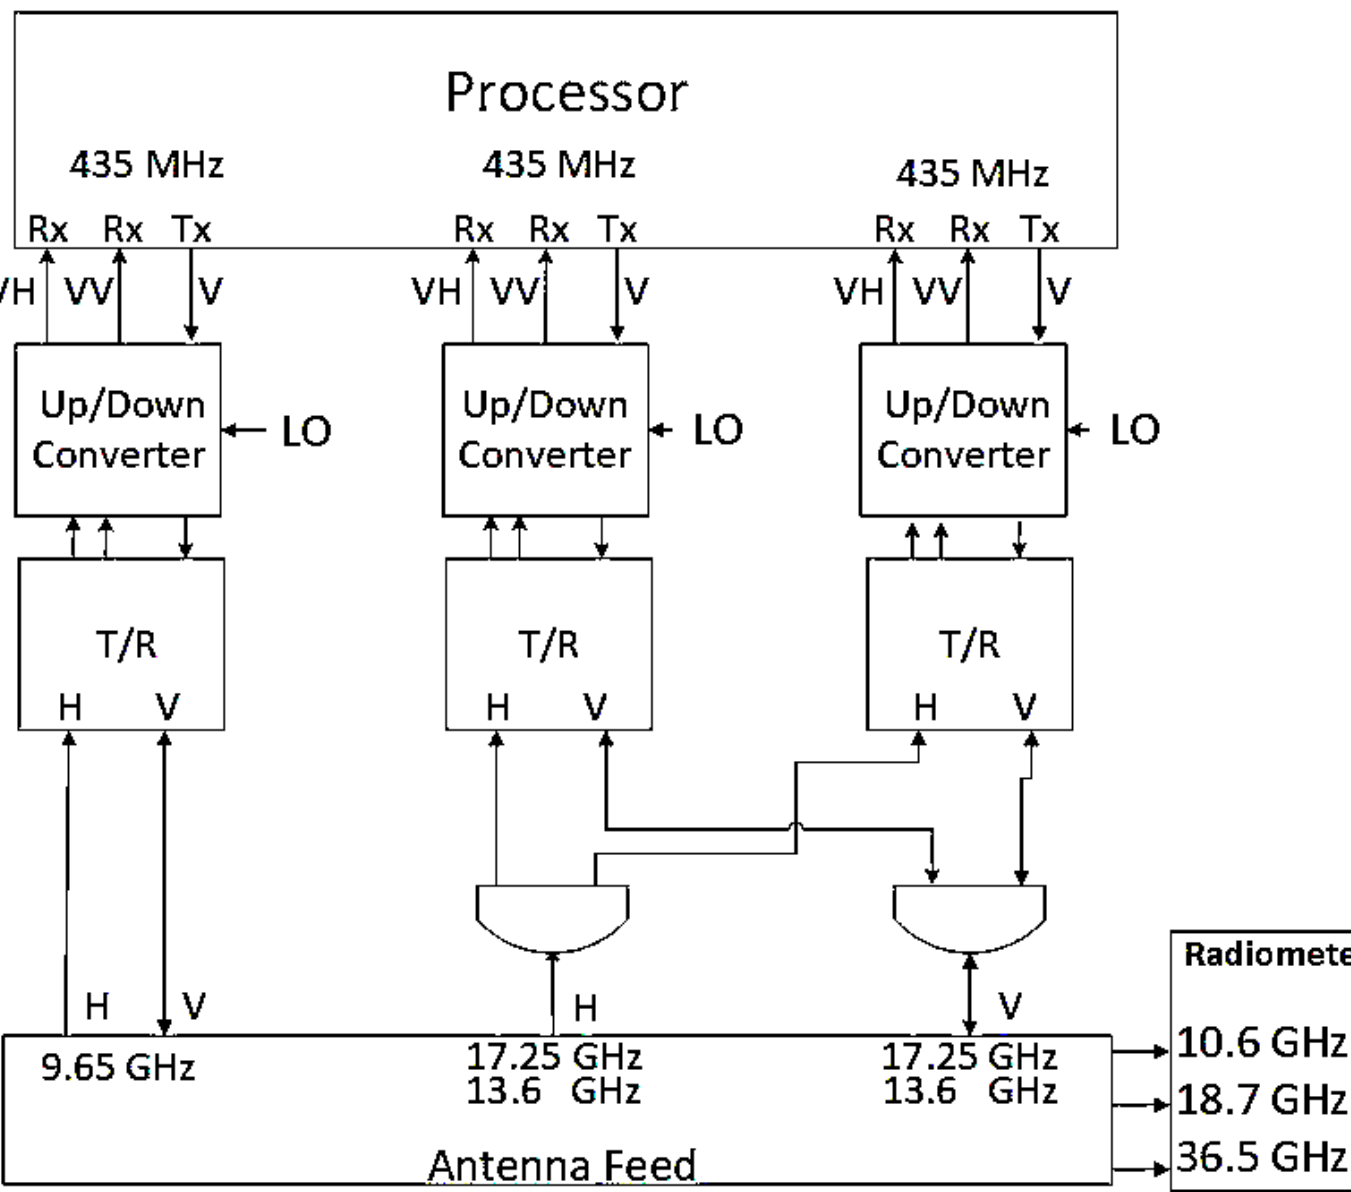 Processor
435 MHz 435 MHz 435 MHz
Rx Rx Tx Rx Rx Tx Rx Rx Tx
VH VV V VH VV V VH VV V
Up/Down Converter LO Up/Down Converter LO Up/Down Converter LO
T/R T/R T/R
H V H V H V
Radiomete
H V H V
9.65 GHz 17.25 GHz 17.25 GHz 10.6 GHz
13.6 GHz 13.6 GHz 18.7 GHz
Antenna Feed 36.5 GHz